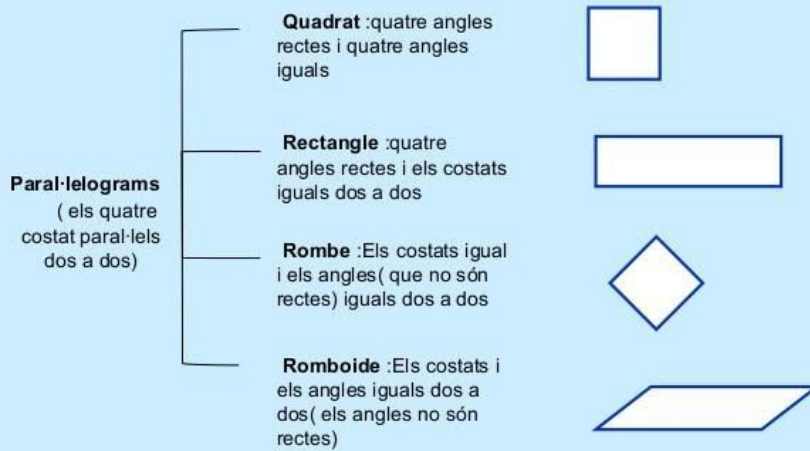 Paral·lelograms
( els quatre
costat paral·lels
dos a dos)
Quadrat :quatre angles
rectes i quatre angles
iguals
Rectangle :quatre
angles rectes i els costats
iguals dos a dos
Rombe :Els costats igual
i els angles( que no són
rectes) iguals dos a dos
Romboide :Els costats i
els angles iguals dos a
dos( els angles no són
rectes)